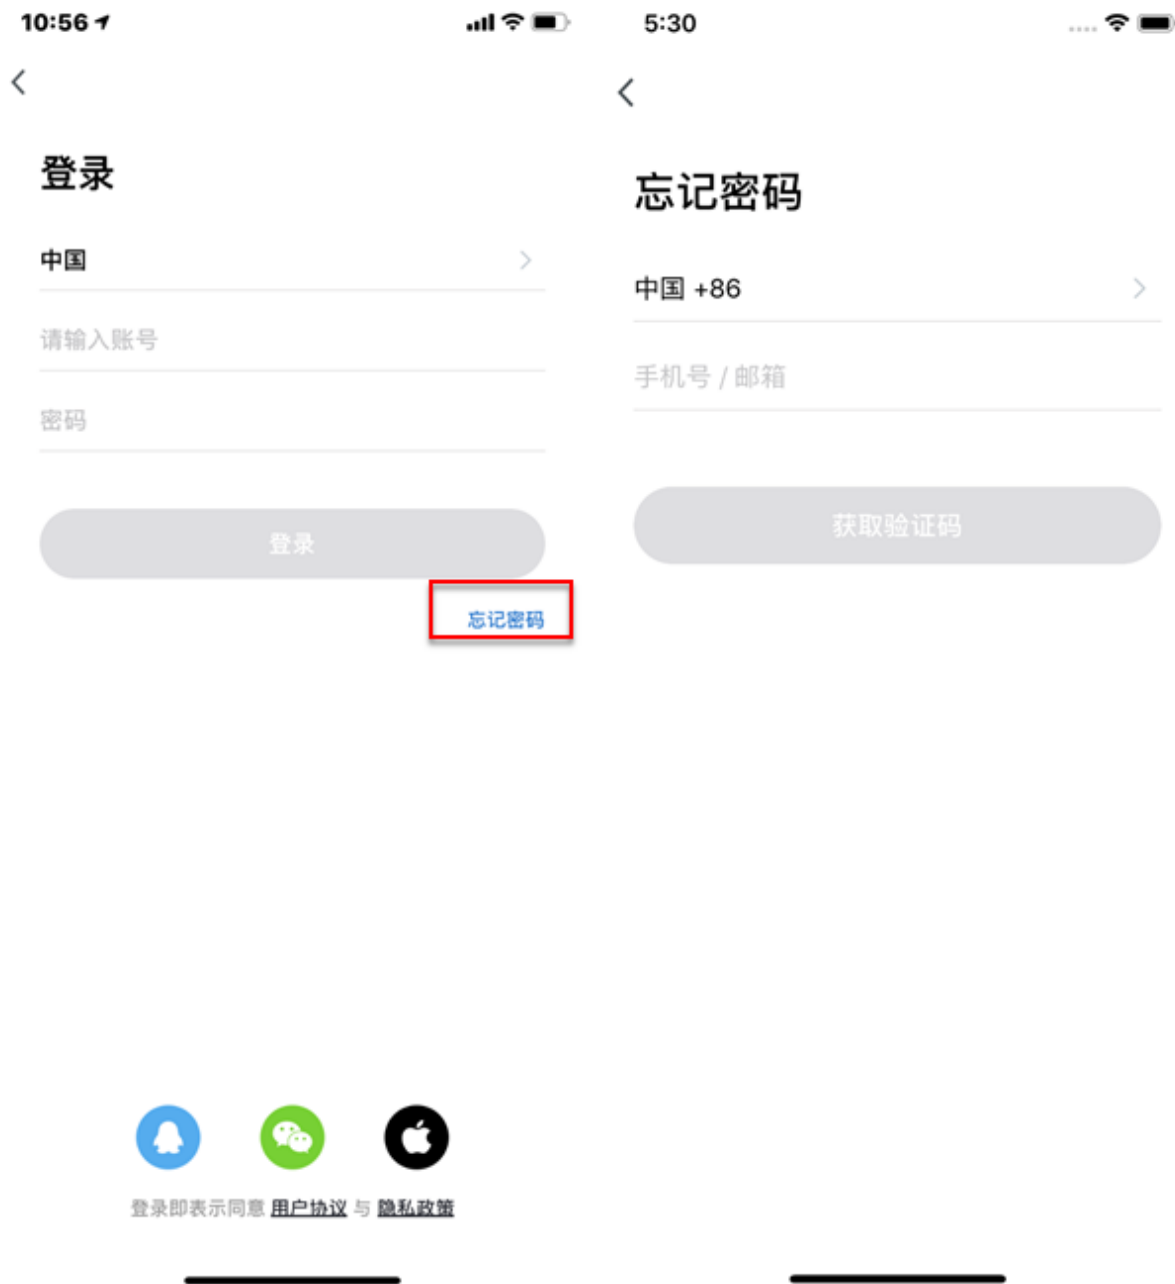 10:56
登录
中国
请输入账号
密码
登录
忘记密码
登录即表示同意 用户协议 与 隐私政策
5:30
忘记密码
中国 +86
手机号 / 邮箱
获取验证码